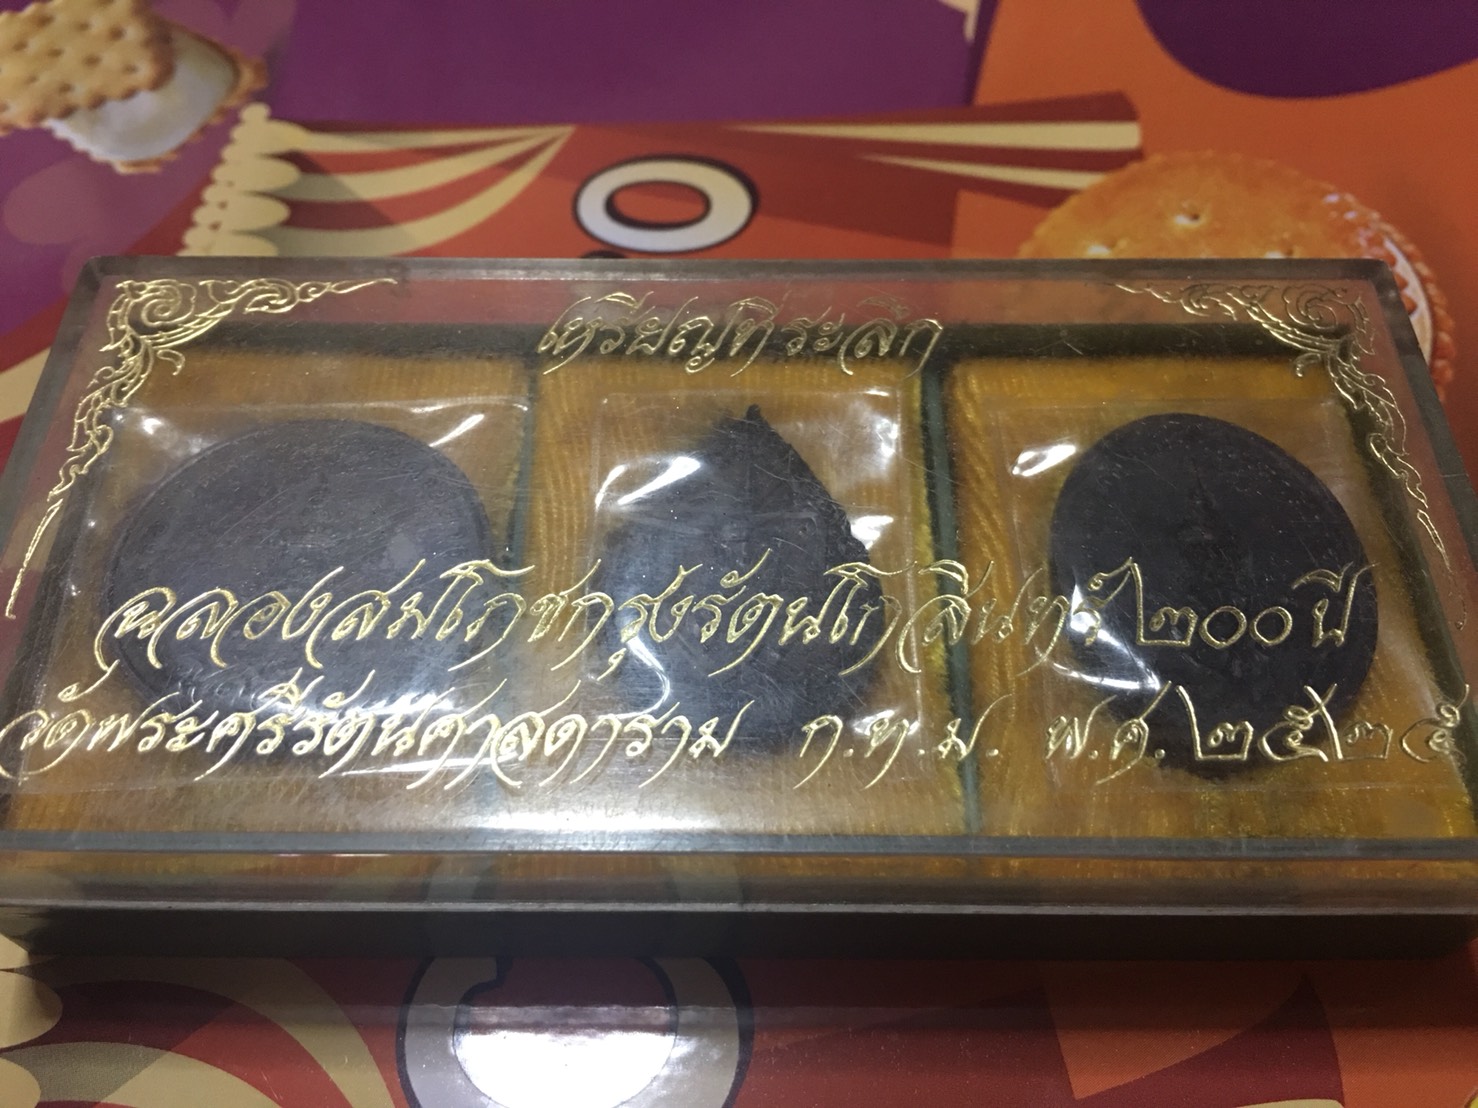 เหรียญที่ระลึก
ฉลองสมโภชกรุงรัตนโกสินทร์ ๒๐๐ ปี
วัดพระศรีรัตนศาสดาราม ก.ท.ม. พ.ศ. ๒๕๒๕